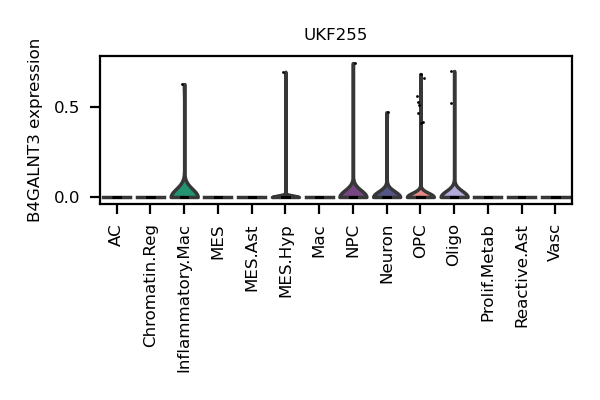 UKF255
B4GALNT3 expression
0.5
0.0
AC
Chromatin.Reg
Inflammatory.Mac
MES
MES.Ast
MES.Hyp
Mac
NPC
Neuron
OPC
Oligo
Prolif.Metab
Reactive.Ast
Vasc